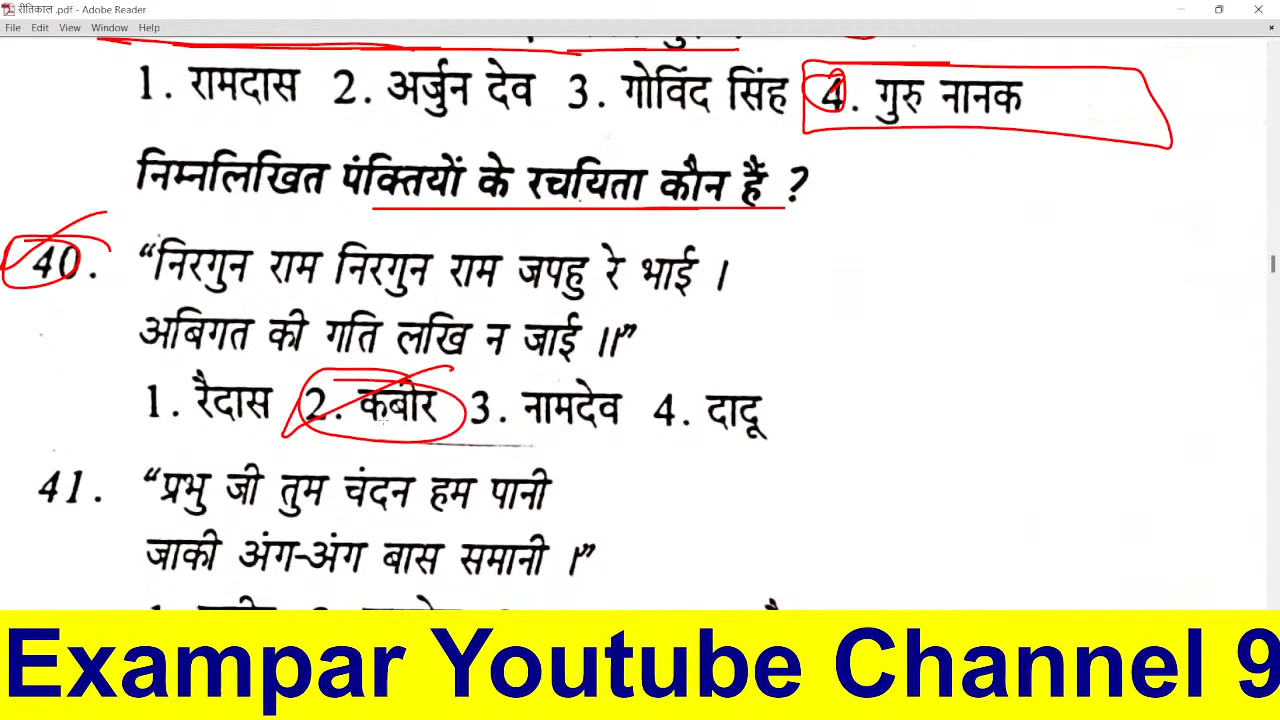 रीतिकाल .pdf - Adobe Reader
File Edit View Window Help
1. रामदास 2. अर्जुन देव 3. गोविंद सिंह 4. गुरु नानक
निम्नलिखित पंक्तियों के रचयिता कौन हैं ?
40. “निरगुन राम निरगुन राम जपहु रे भाई ।
अबिगत की गति लखि न जाई ।।”
1. रैदास 2. कबीर 3. नामदेव 4. दादू
41. “प्रभु जी तुम चंदन हम पानी
जाकी अंग-अंग बास समानी ।”
Exampar Youtube Channel 9